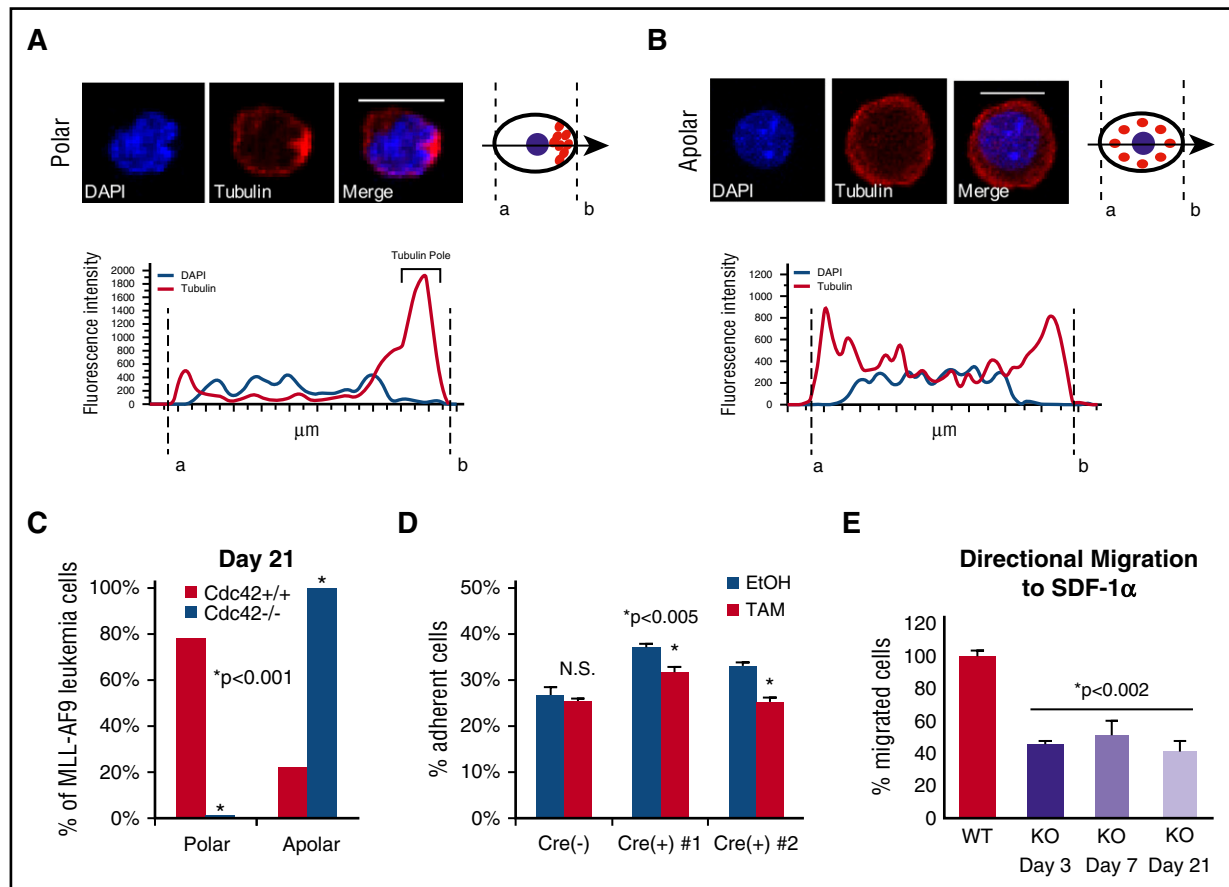 A
Polar
DAPI
Tubulin
Merge
a
b
Fluorescence intensity
2000
1800
1600
1400
1200
1000
800
600
400
200
0
DAPI
Tubulin
Tubulin Pole
μm
a
b
B
Apolar
DAPI
Tubulin
Merge
a
b
Fluorescence intensity
1200
1000
800
600
400
200
0
DAPI
Tubulin
μm
a
b
C
Day 21
% of MLL-AF9 leukemia cells
100%
80%
60%
40%
20%
0%
Cdc42+/+
Cdc42-/-
*p<0.001
*
*
Polar
Apolar
D
% adherent cells
50%
40%
30%
20%
10%
0%
EtOH
TAM
N.S.
*p<0.005
*
*
Cre(-)
Cre(+) #1
Cre(+) #2
E
Directional Migration
to SDF-1α
% migrated cells
120
100
80
60
40
20
0
*p<0.002
WT
KO
Day 3
KO
Day 7
KO
Day 21